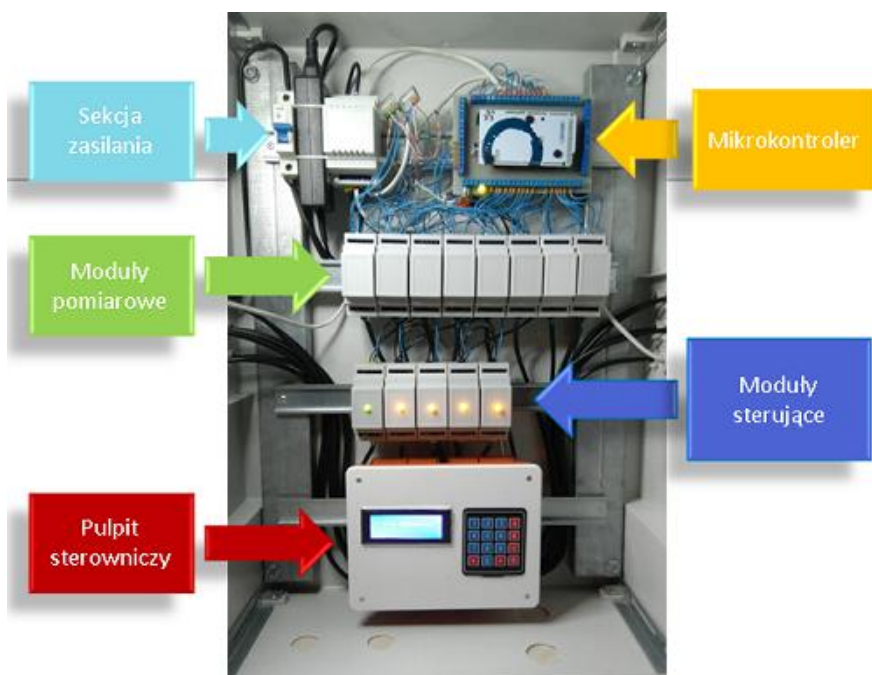 Sekcja
zasilania
Mikrokontroler
Moduły
pomiarowe
Moduły
sterujące
Pulpit
sterowniczy